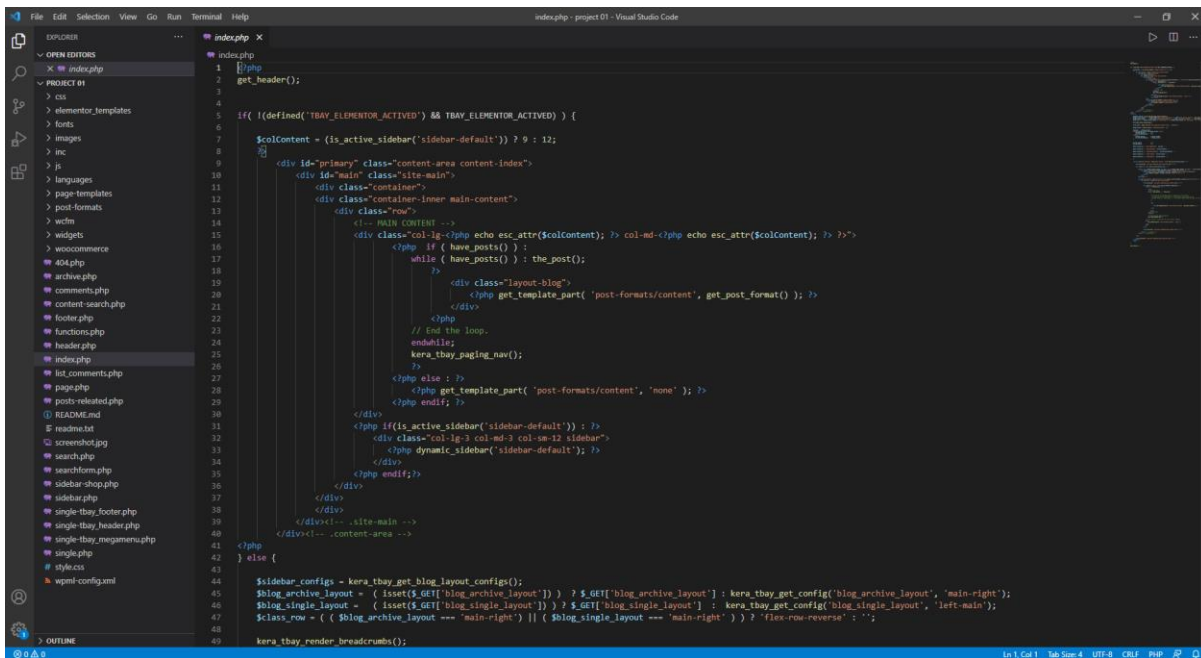 File Edit Selection View Go Run Terminal Help
index.php - project 01 - Visual Studio Code
EXPLORER
OPEN EDITORS
index.php
PROJECT 01
css
elementor_templates
fonts
images
inc
js
languages
page-templates
post-formats
wcfm
widgets
woocommerce
404.php
archive.php
comments.php
content-search.php
footer.php
functions.php
header.php
index.php
list_comments.php
page.php
posts-releated.php
README.md
readme.txt
screenshot.jpg
search.php
searchform.php
sidebar-shop.php
sidebar.php
single-tbay_footer.php
single-tbay_header.php
single-tbay_megamenu.php
single.php
style.css
wpml-config.xml
OUTLINE
index.php
index.php
1 <?php
2 get_header();
3
4
5 if( !(defined('TBAY_ELEMENTOR_ACTIVED') && TBAY_ELEMENTOR_ACTIVED) ) {
6
7 $colContent = (is_active_sidebar('sidebar-default')) ? 9 : 12;
8 ?>
9 <div id="primary" class="content-area content-index">
10 <div id="main" class="site-main">
11 <div class="container">
12 <div class="container-inner main-content">
13 <div class="row">
14 <!-- MAIN CONTENT -->
15 <div class="col-lg-<?php echo esc_attr($colContent); ?> col-md-<?php echo esc_attr($colContent); ?> ?>">
16 <?php if ( have_posts() ) :
17 while ( have_posts() ) : the_post();
18 ?>
19 <div class="layout-blog">
20 <?php get_template_part( 'post-formats/content', get_post_format() ); ?>
21 </div>
22 <?php
23 // End the loop.
24 endwhile;
25 kera_tbay_paging_nav();
26 ?>
27 <?php else : ?>
28 <?php get_template_part( 'post-formats/content', 'none' ); ?>
29 <?php endif; ?>
30 </div>
31 <?php if(is_active_sidebar('sidebar-default')) : ?>
32 <div class="col-lg-3 col-md-3 col-sm-12 sidebar">
33 <?php dynamic_sidebar('sidebar-default'); ?>
34 </div>
35 <?php endif;?>
36 </div>
37 </div>
38 </div>
39 </div><!-- .site-main -->
40 </div><!-- .content-area -->
41 <?php
42 } else {
43
44 $sidebar_configs = kera_tbay_get_blog_layout_configs();
45 $blog_archive_layout = ( isset($_GET['blog_archive_layout']) ) ? $_GET['blog_archive_layout'] : kera_tbay_get_config('blog_archive_layout', 'main-right');
46 $blog_single_layout = ( isset($_GET['blog_single_layout']) ) ? $_GET['blog_single_layout'] : kera_tbay_get_config('blog_single_layout', 'left-main');
47 $class_row = ( ( $blog_archive_layout === 'main-right') || ( $blog_single_layout === 'main-right' ) ) ? 'flex-row-reverse' : '';
48
49 kera_tbay_render_breadcrumbs();
0 0 Ln 1, Col 1 Tab Size: 4 UTF-8 CRLF PHP